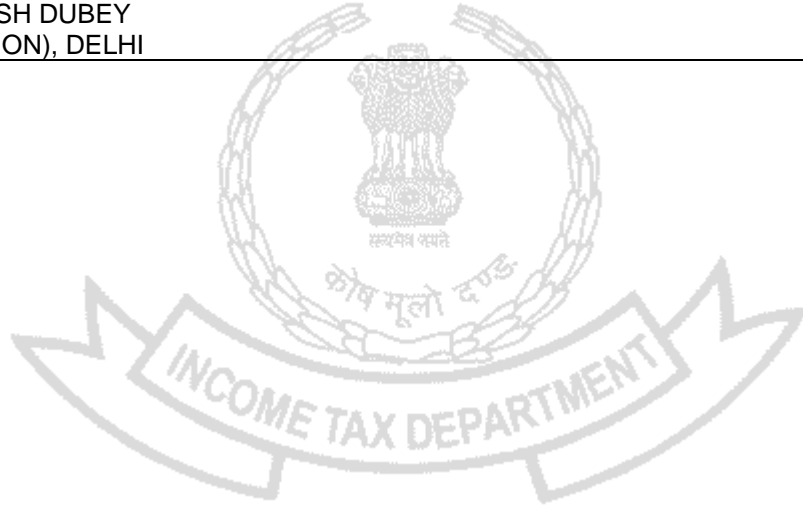 SH DUBEY
ON), DELHI
सत्यमेव जयते
कोष मूलो दण्डः
INCOME TAX DEPARTMENT